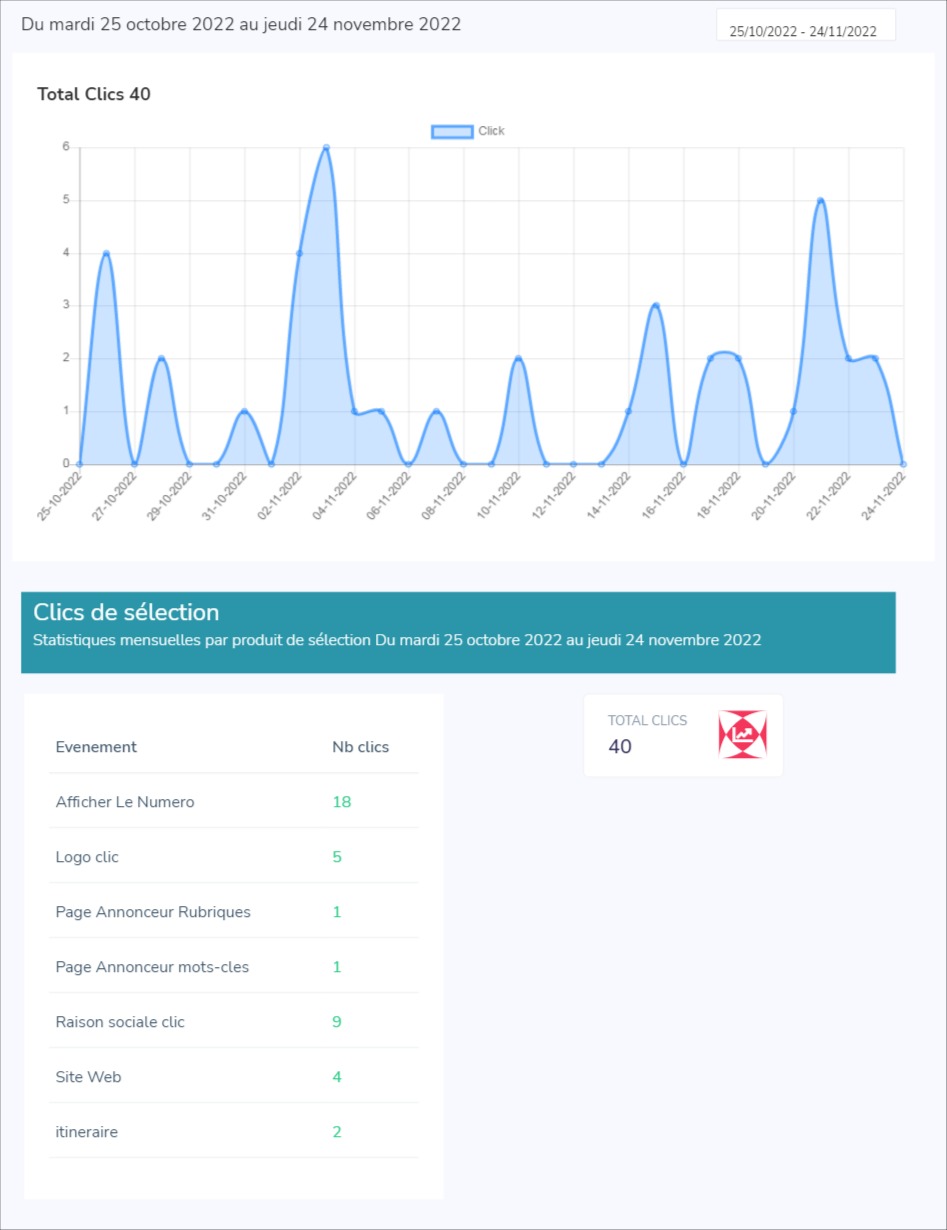 Du mardi 25 octobre 2022 au jeudi 24 novembre 2022
25/10/2022 - 24/11/2022
Total Clics 40
Click
6
5
4
3
2
1
0
25-10-2022
27-10-2022
29-10-2022
31-10-2022
02-11-2022
04-11-2022
06-11-2022
08-11-2022
10-11-2022
12-11-2022
14-11-2022
16-11-2022
18-11-2022
20-11-2022
22-11-2022
24-11-2022
Clics de sélection
Statistiques mensuelles par produit de sélection Du mardi 25 octobre 2022 au jeudi 24 novembre 2022
TOTAL CLICS
40
Evenement Nb clics
Afficher Le Numero 18
Logo clic 5
Page Annonceur Rubriques 1
Page Annonceur mots-cles 1
Raison sociale clic 9
Site Web 4
itineraire 2